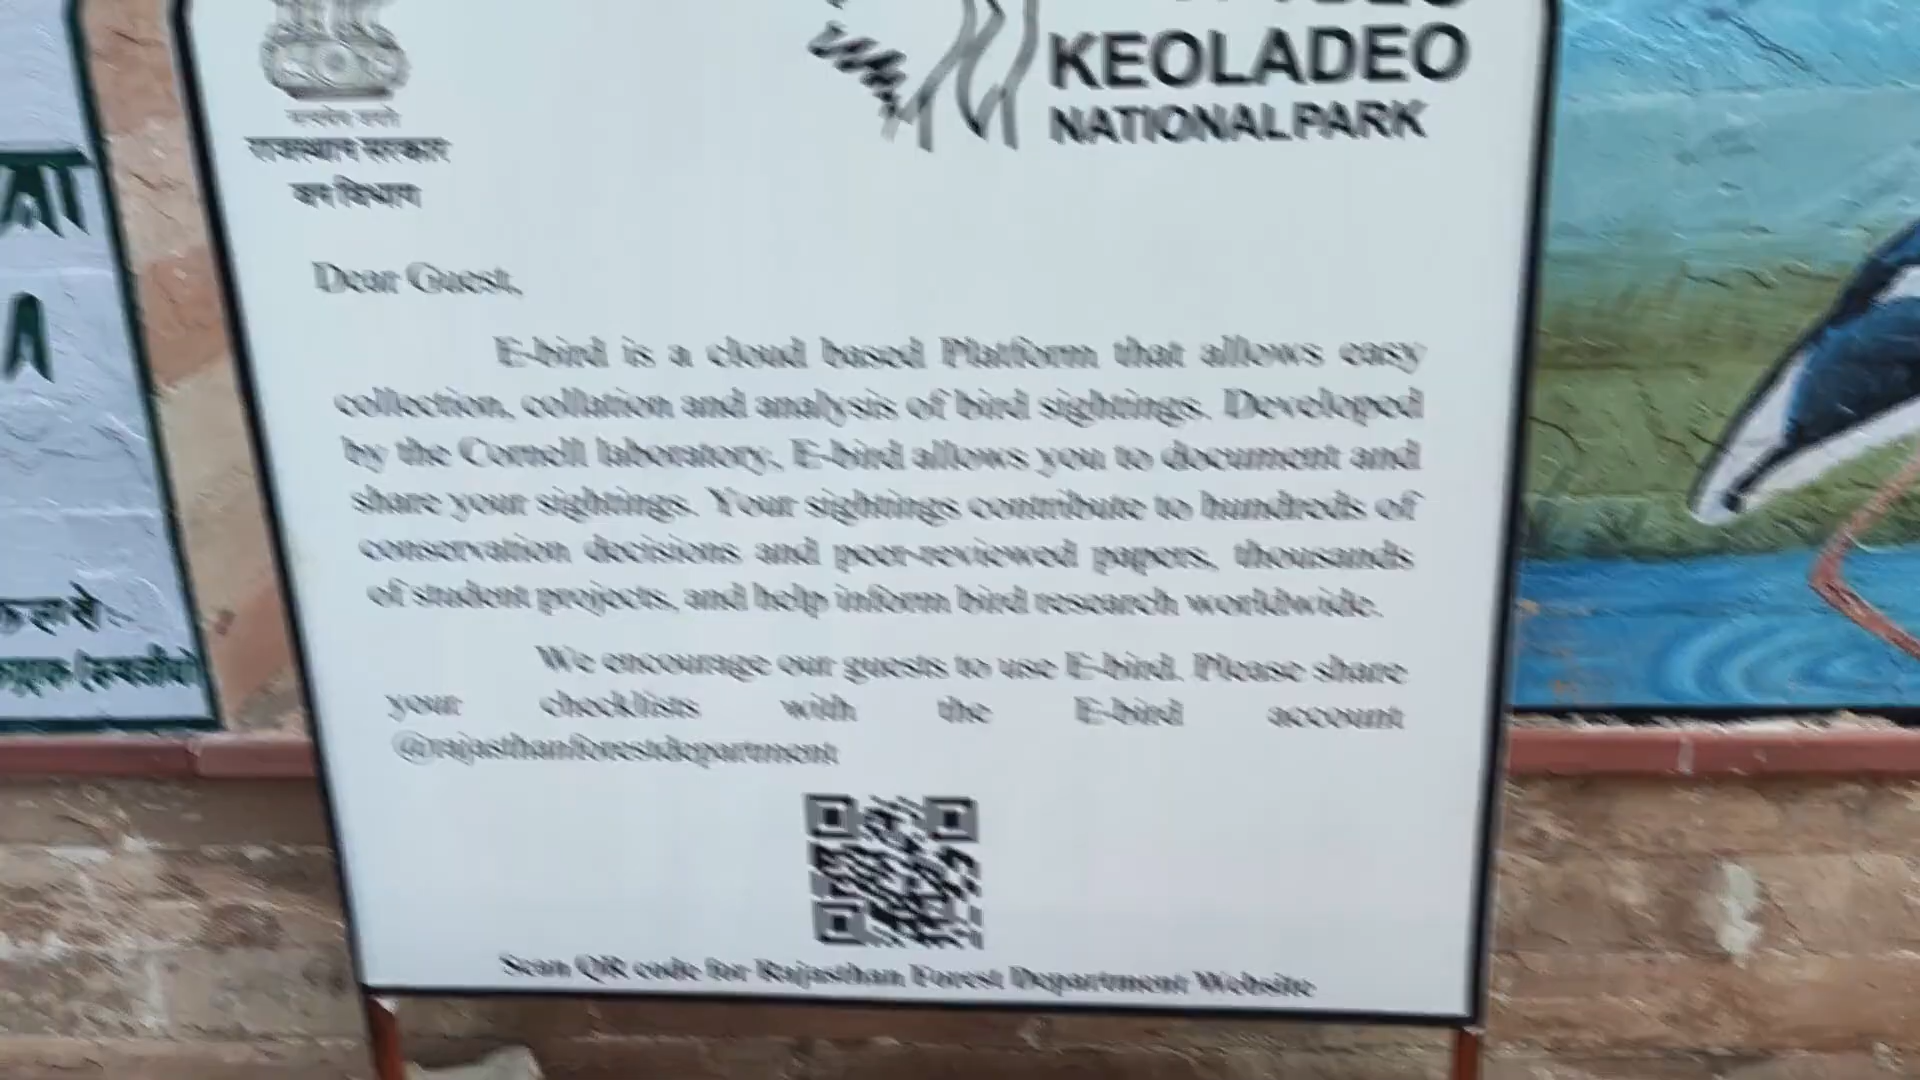 KEOLADEO
NATIONAL PARK
राजस्थान सरकार
वन विभाग
Dear Guest,
E-bird is a cloud based Platform that allows easy
collection, collation and analysis of bird sightings. Developed
by the Cornell laboratory, E-bird allows you to document and
share your sightings. Your sightings contribute to hundreds of
conservation decisions and peer-reviewed papers, thousands
of student projects, and help inform bird research worldwide.
We encourage our guests to use E-bird. Please share
your checklists with the E-bird account
@rajasthanforestdepartment
Scan QR code for Rajasthan Forest Department Website